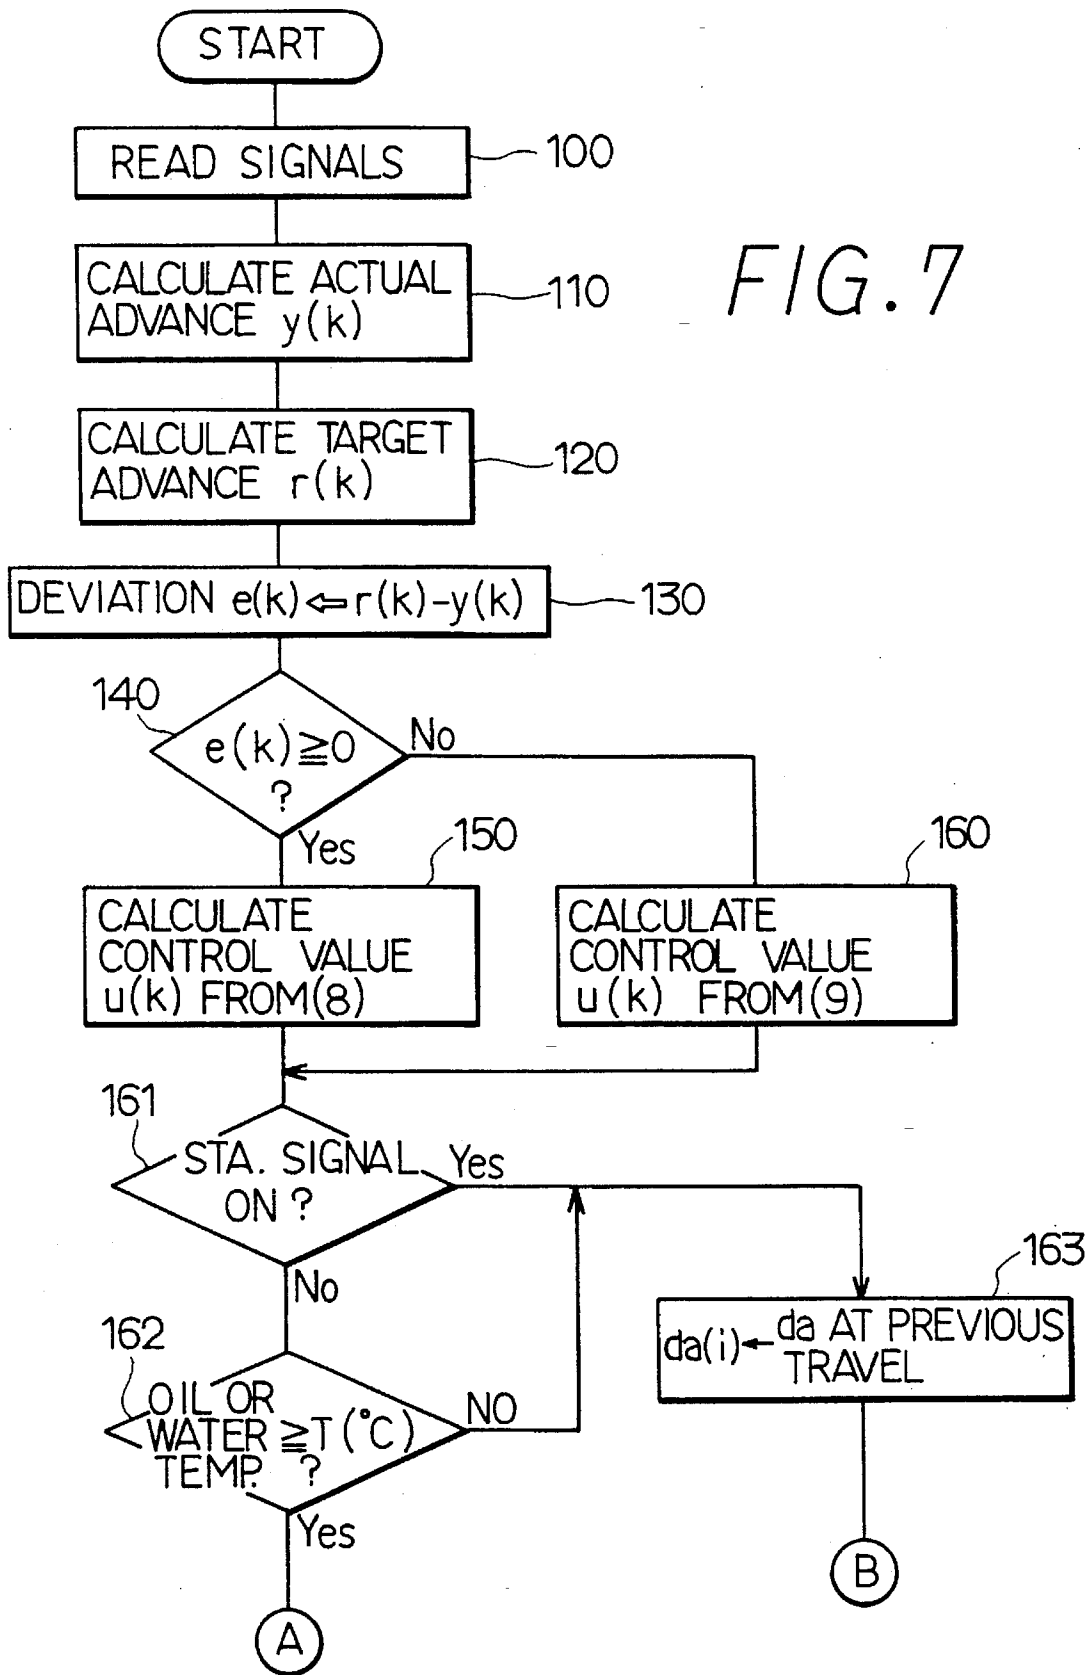 START
READ SIGNALS
100
CALCULATE ACTUAL
ADVANCE y(k)
110
FIG. 7
CALCULATE TARGET
ADVANCE r(k)
120
DEVIATION e(k)⇐r(k)-y(k)
130
140
e(k)≧0
?
No
Yes
150
CALCULATE
CONTROL VALUE
u(k) FROM(8)
160
CALCULATE
CONTROL VALUE
u(k) FROM(9)
161
STA. SIGNAL
ON ?
Yes
No
162
OIL OR
WATER ≧T(°C)
TEMP. ?
NO
Yes
163
da(i)← da AT PREVIOUS
TRAVEL
A
B